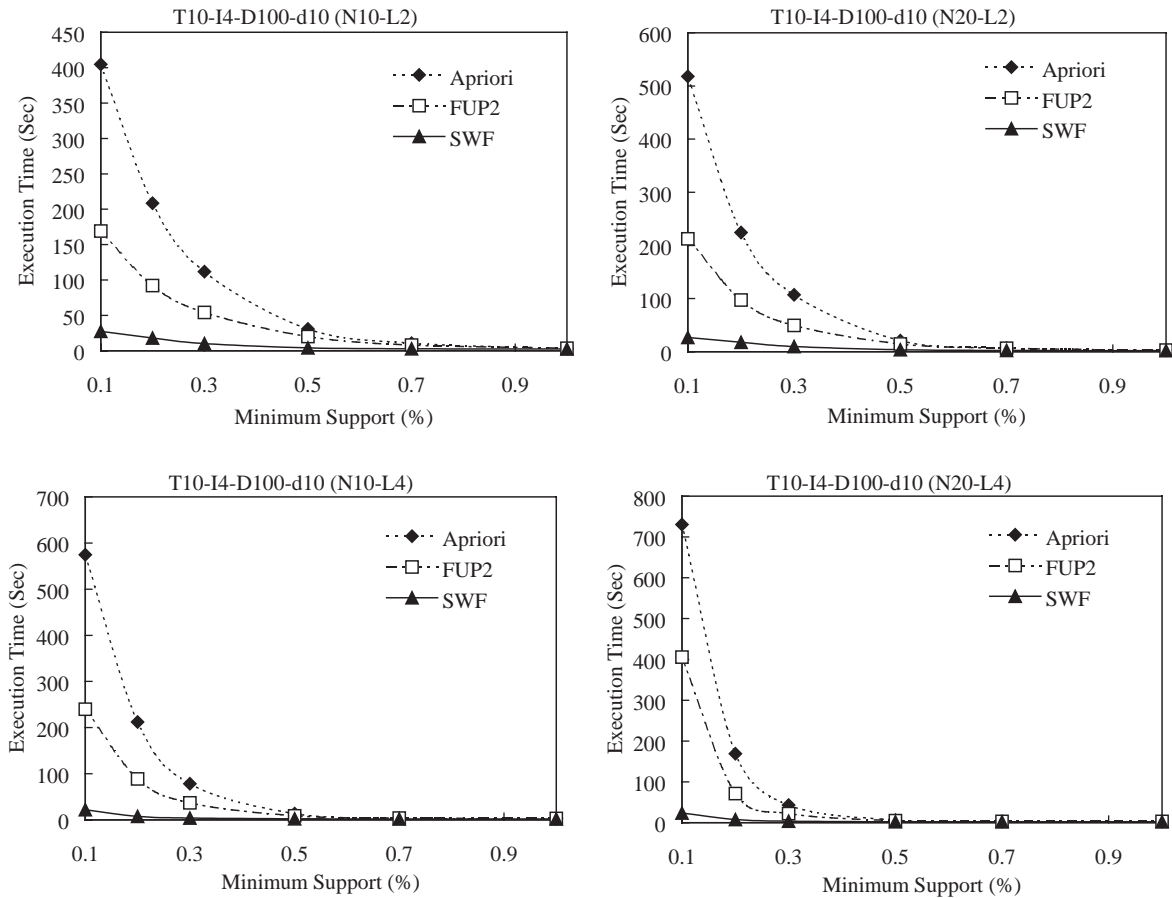 T10-I4-D100-d10 (N10-L2)
450
400
350
300
250
200
150
100
50
0
Execution Time (Sec)
Apriori
FUP2
SWF
0.1 0.3 0.5 0.7 0.9
Minimum Support (%)
T10-I4-D100-d10 (N20-L2)
600
500
400
300
200
100
0
Execution Time (Sec)
Apriori
FUP2
SWF
0.1 0.3 0.5 0.7 0.9
Minimum Support (%)
T10-I4-D100-d10 (N10-L4)
700
600
500
400
300
200
100
0
Execution Time (Sec)
Apriori
FUP2
SWF
0.1 0.3 0.5 0.7 0.9
Minimum Support (%)
T10-I4-D100-d10 (N20-L4)
800
700
600
500
400
300
200
100
0
Execution Time (Sec)
Apriori
FUP2
SWF
0.1 0.3 0.5 0.7 0.9
Minimum Support (%)